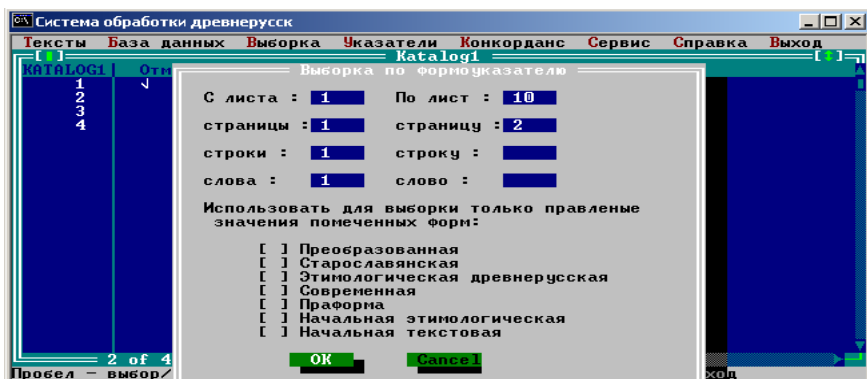 Система обработки древнерусск
Тексты База данных Выборка Указатели Конкорданс Сервис Справка Выход
Katalog1
KATALOG1 Отм Выборка по формоуказателю
С листа : 1 По лист : 10
страницы : 1 страницу : 2
строки : 1 строку :
слова : 1 слово :
Использовать для выборки только правленые
значения помеченных форм:
[ ] Преобразованная
[ ] Старославянская
[ ] Этимологическая древнерусская
[ ] Современная
[ ] Праформа
[ ] Начальная этимологическая
[ ] Начальная текстовая
1
2
3
4
2 of 4 OK Cancel
Пробел - выбор/ ход